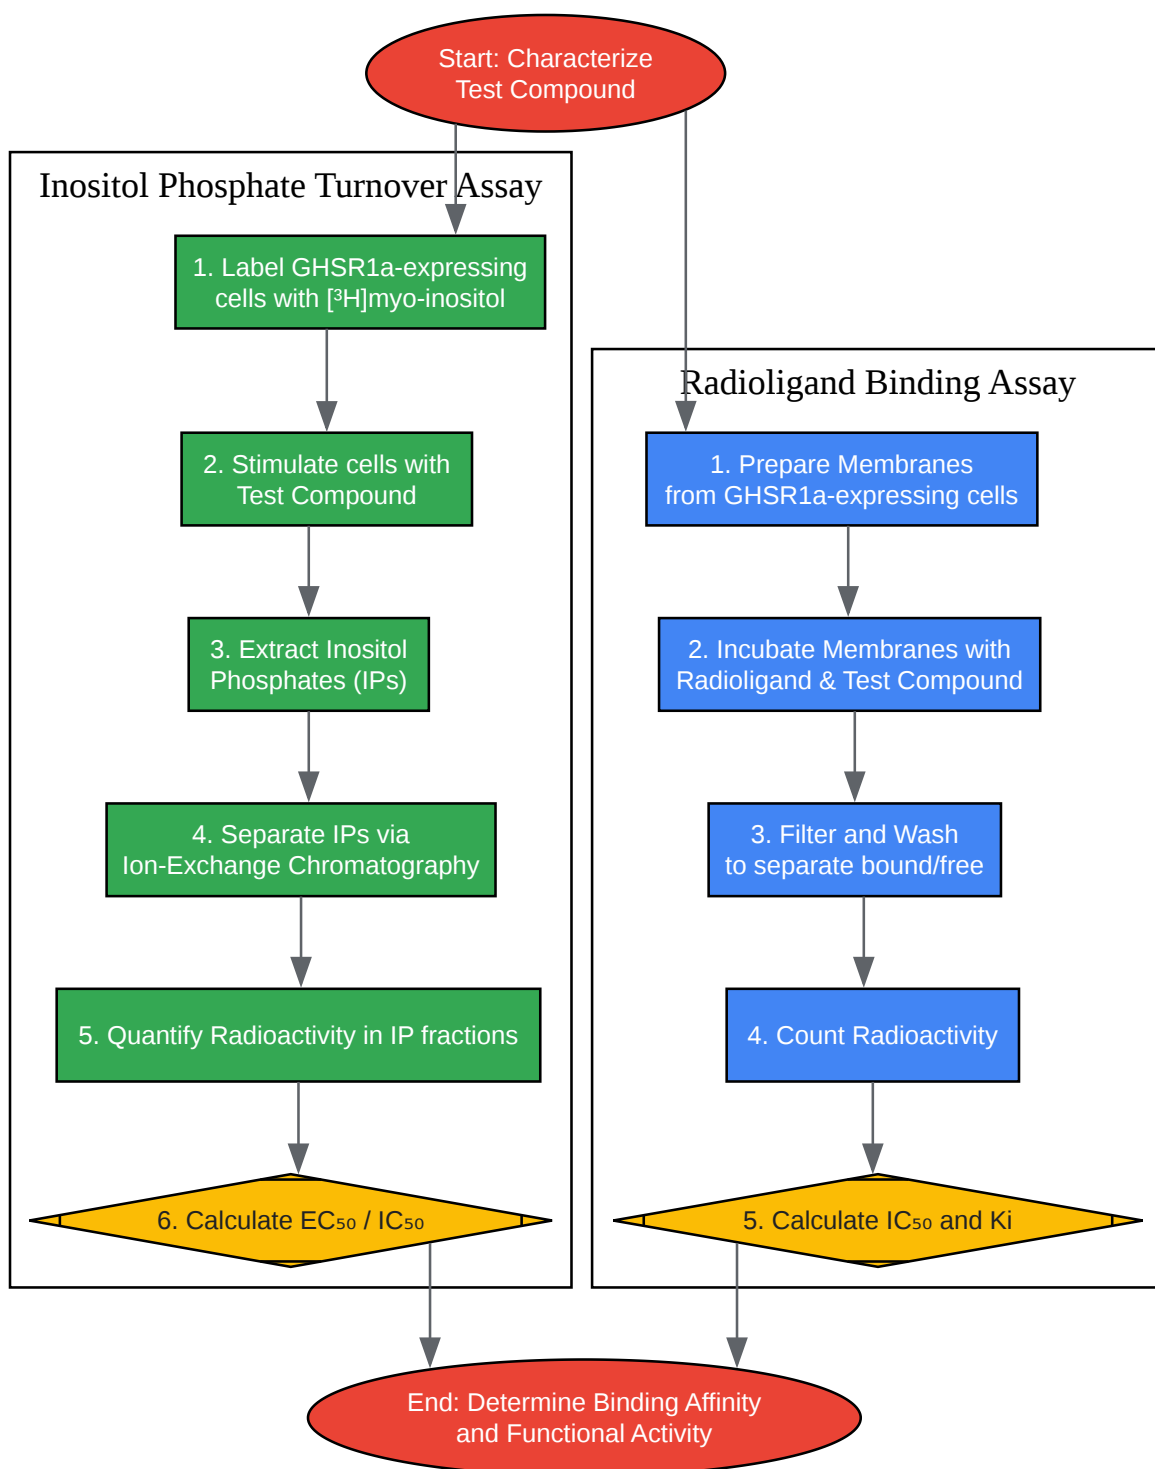 Start: Characterize
Test Compound
Inositol Phosphate Turnover Assay
1. Label GHSR1a-expressing
cells with [³H]myo-inositol
2. Stimulate cells with
Test Compound
3. Extract Inositol
Phosphates (IPs)
4. Separate IPs via
Ion-Exchange Chromatography
5. Quantify Radioactivity in IP fractions
6. Calculate EC₅₀ / IC₅₀
Radioligand Binding Assay
1. Prepare Membranes
from GHSR1a-expressing cells
2. Incubate Membranes with
Radioligand & Test Compound
3. Filter and Wash
to separate bound/free
4. Count Radioactivity
5. Calculate IC₅₀ and Ki
End: Determine Binding Affinity
and Functional Activity